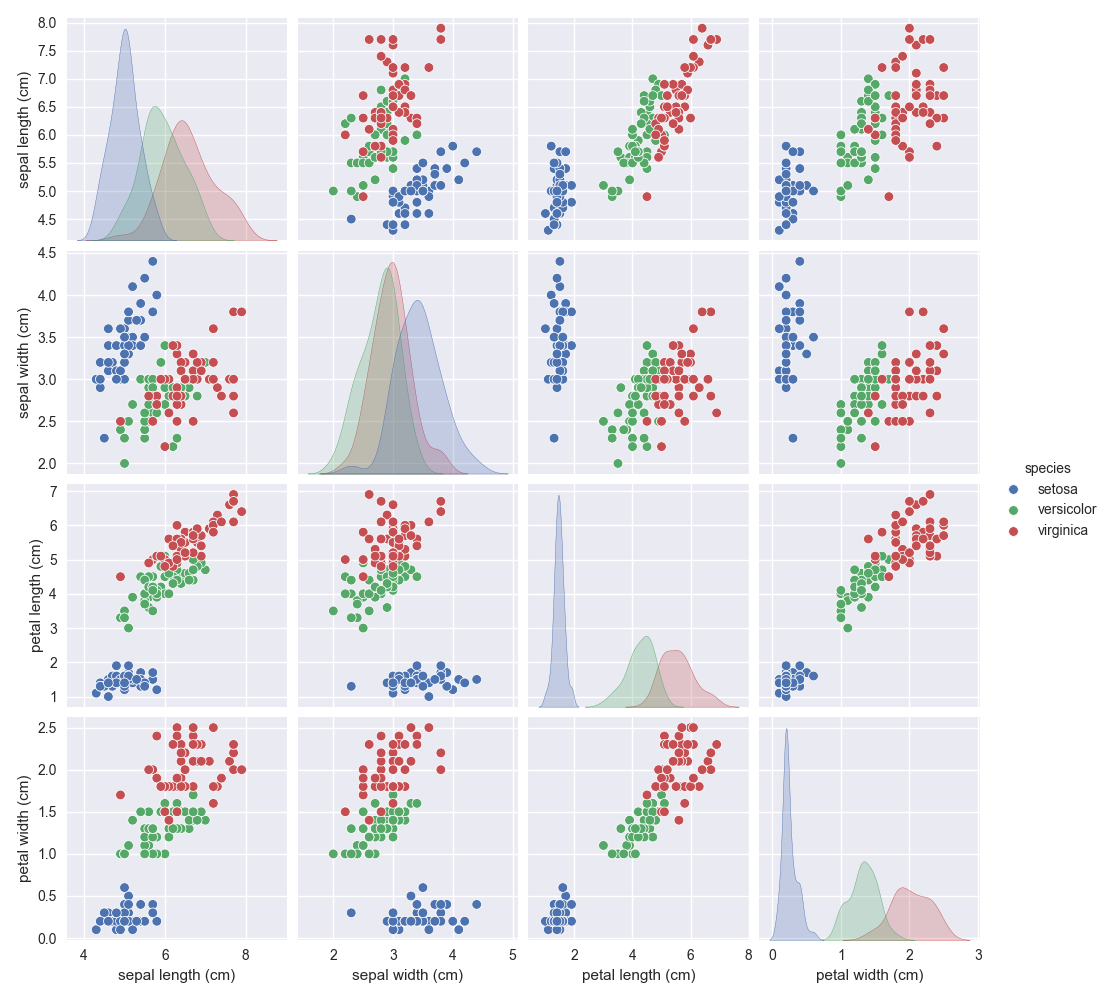 8.0
7.5
7.0
6.5
6.0
5.5
5.0
4.5
sepal length (cm)
4.5
4.0
3.5
3.0
2.5
2.0
sepal width (cm)
species
setosa
versicolor
virginica
7
6
5
4
3
2
1
petal length (cm)
2.5
2.0
1.5
1.0
0.5
0.0
petal width (cm)
4 6 8 2 3 4 5 2 4 6 8 0 1 2 3
sepal length (cm) sepal width (cm) petal length (cm) petal width (cm)